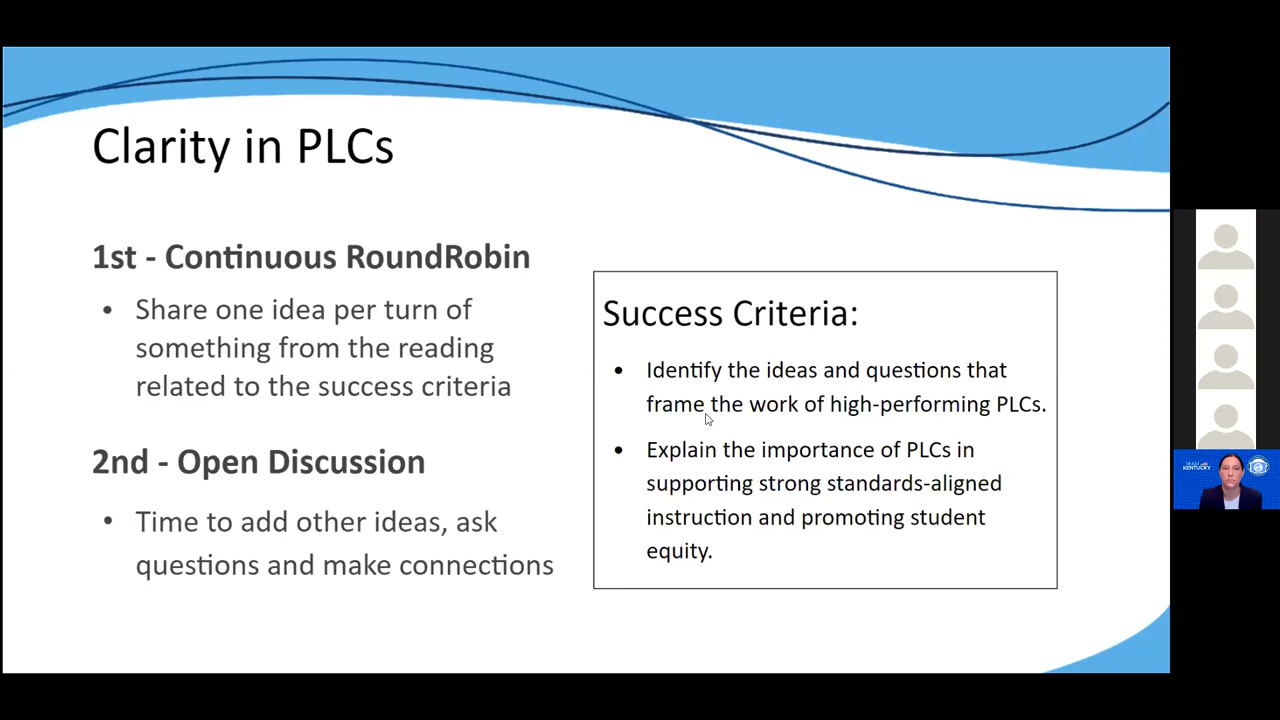 Clarity in PLCs
1st - Continuous RoundRobin
• Share one idea per turn of
something from the reading
related to the success criteria
2nd - Open Discussion
• Time to add other ideas, ask
questions and make connections
Success Criteria:
• Identify the ideas and questions that
frame the work of high-performing PLCs.
• Explain the importance of PLCs in
supporting strong standards-aligned
instruction and promoting student
equity.
TEAM
KENTUCKY